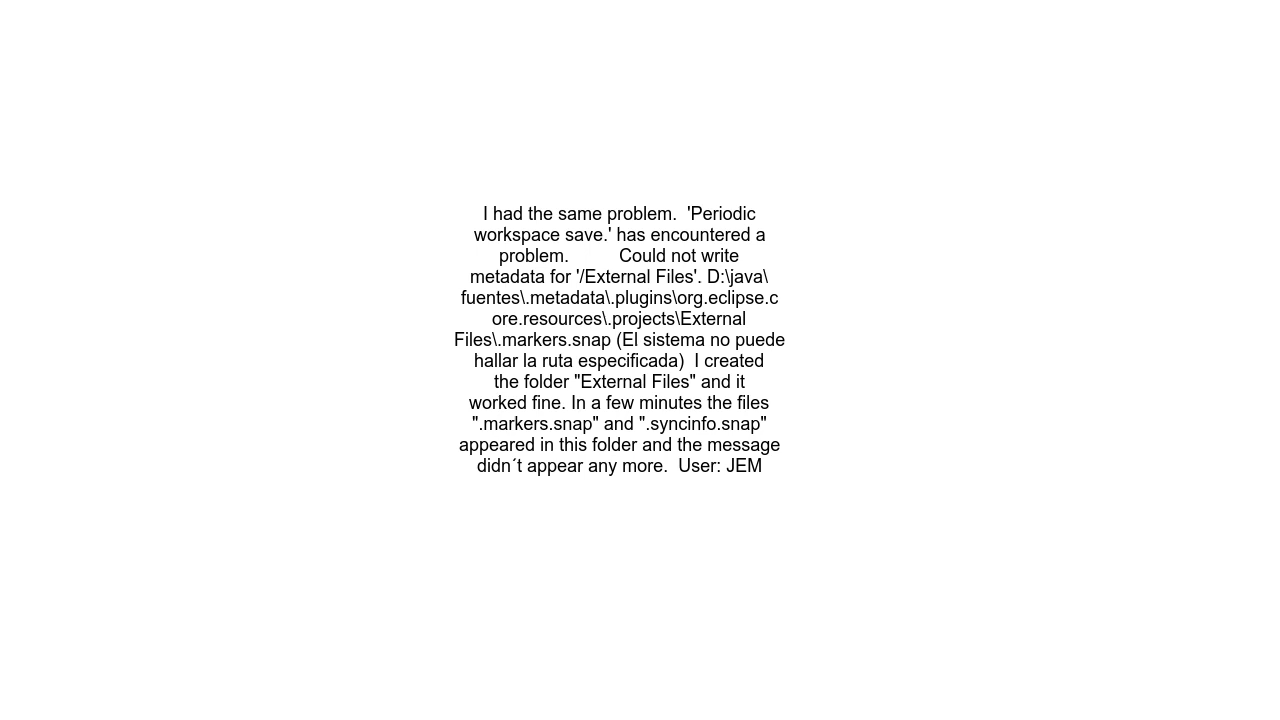 I had the same problem.  'Periodic
workspace save.' has encountered a
problem.          Could not write
metadata for '/External Files'. D:\java\
fuentes\.metadata\.plugins\org.eclipse.c
ore.resources\.projects\External
Files\.markers.snap (El sistema no puede
hallar la ruta especificada)  I created
the folder "External Files" and it
worked fine. In a few minutes the files
".markers.snap" and ".syncinfo.snap"
appeared in this folder and the message
didn´t appear any more.  User: JEM